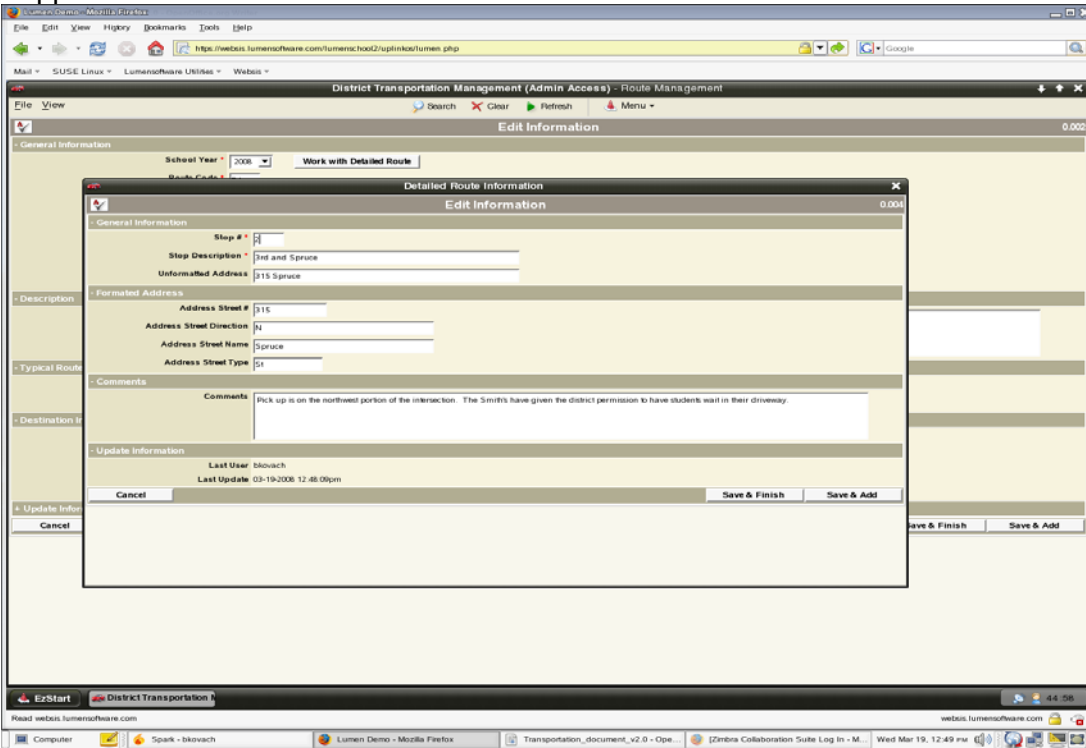 Lumen Demo - Mozilla Firefox
File Edit View History Bookmarks Tools Help
https://websis.lumensoftware.com/lumenschool2/uplinkos/lumen.php
Google
Mail SUSE Linux Lumensoftware Utilities Websis
District Transportation Management (Admin Access) - Route Management
File View Search Clear Refresh Menu
Edit Information 0.002
- General Information
School Year * 2008 Work with Detailed Route
Route Code *
Detailed Route Information
Edit Information 0.004
- General Information
Stop # * 2
Stop Description * 3rd and Spruce
Unformatted Address 315 Spruce
- Description
- Formated Address
Address Street # 315
Address Street Direction N
Address Street Name Spruce
Address Street Type St
- Typical Route
- Comments
Comments Pick up is on the northwest portion of the intersection. The Smith's have given the district permission to have students wait in their driveway.
- Destination
- Update Information
Last User bkovach
Last Update 03-19-2008 12:48:09pm
Cancel Save & Finish Save & Add
+ Update
Cancel Save & Finish Save & Add
EzStart District Transportation 44:56
Read websis.lumensoftware.com websis.lumensoftware.com
Computer Spark - bkovach Lumen Demo - Mozilla Firefox Transportation_document_v2.0 - Ope... [Zimbra Collaboration Suite Log In - M... Wed Mar 19, 12:49 PM